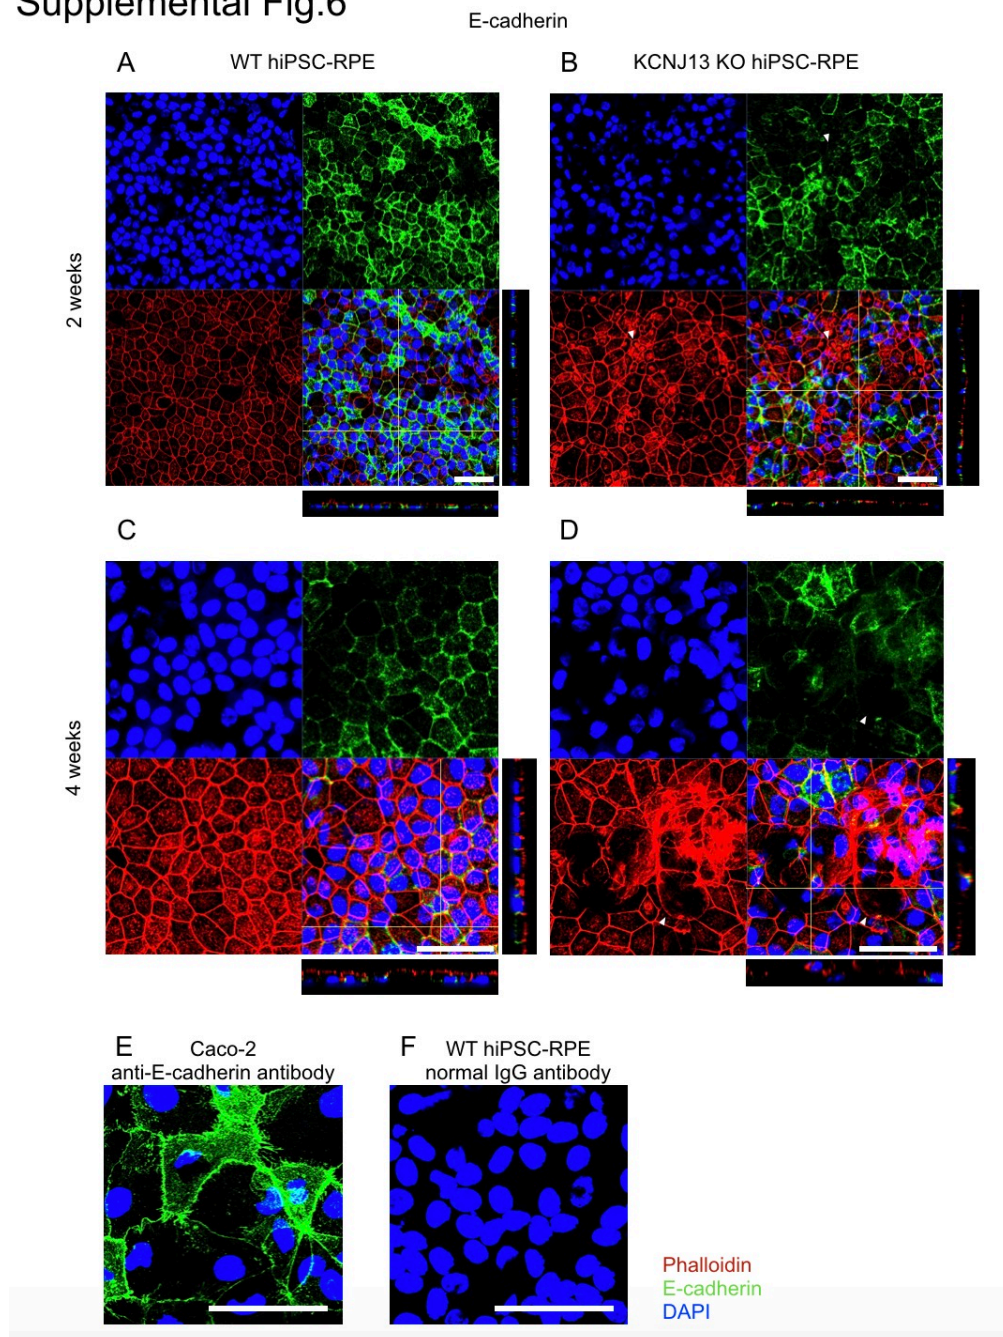 Supplemental Fig.6
E-cadherin
A WT hiPSC-RPE
B KCNJ13 KO hiPSC-RPE
2 weeks
C
D
4 weeks
E Caco-2
anti-E-cadherin antibody
F WT hiPSC-RPE
normal IgG antibody
Phalloidin
E-cadherin
DAPI